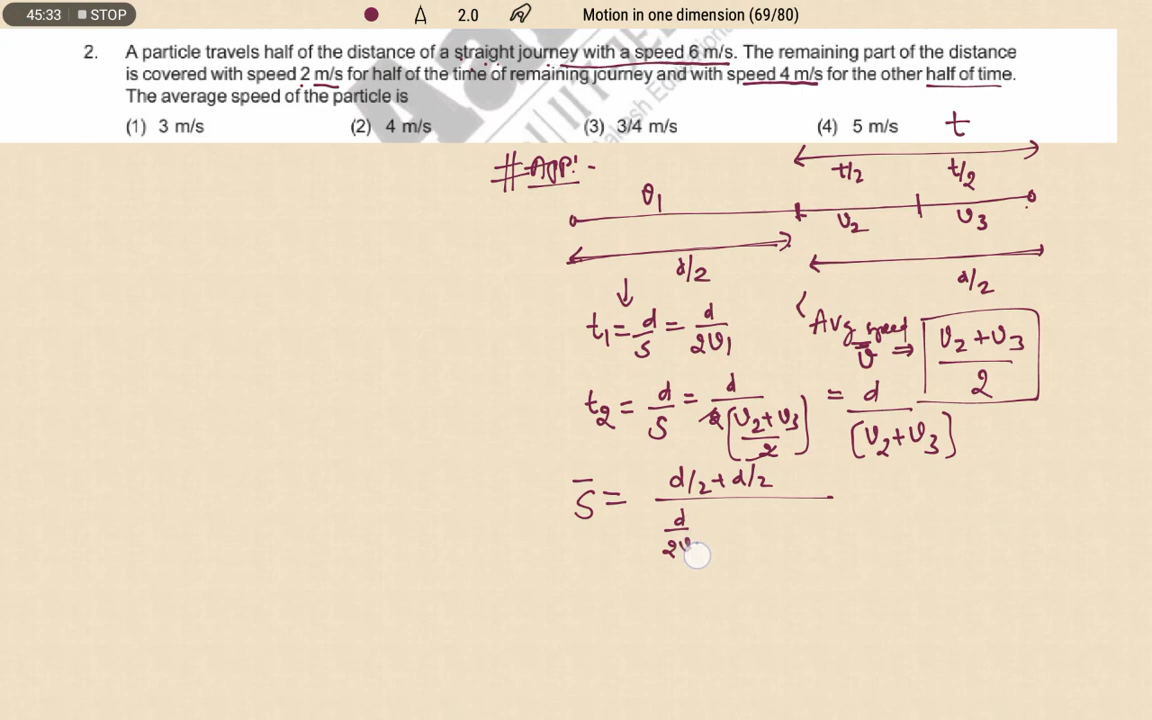 45:33 STOP 2.0 Motion in one dimension (69/80)
2. A particle travels half of the distance of a straight journey with a speed 6 m/s. The remaining part of the distance
is covered with speed 2 m/s for half of the time of remaining journey and with speed 4 m/s for the other half of time.
The average speed of the particle is
(1) 3 m/s (2) 4 m/s (3) 3/4 m/s (4) 5 m/s
t
#App! -
t/2 t/2
v1 v2 v3
d/2 d/2
t1 = d/s = d/2v1
Avg speed v̄ ⇒ v2+v3/2
t2 = d/s = d/2(v2+v3/2) = d/(v2+v3)
S̄ = d/2+d/2
d/2v